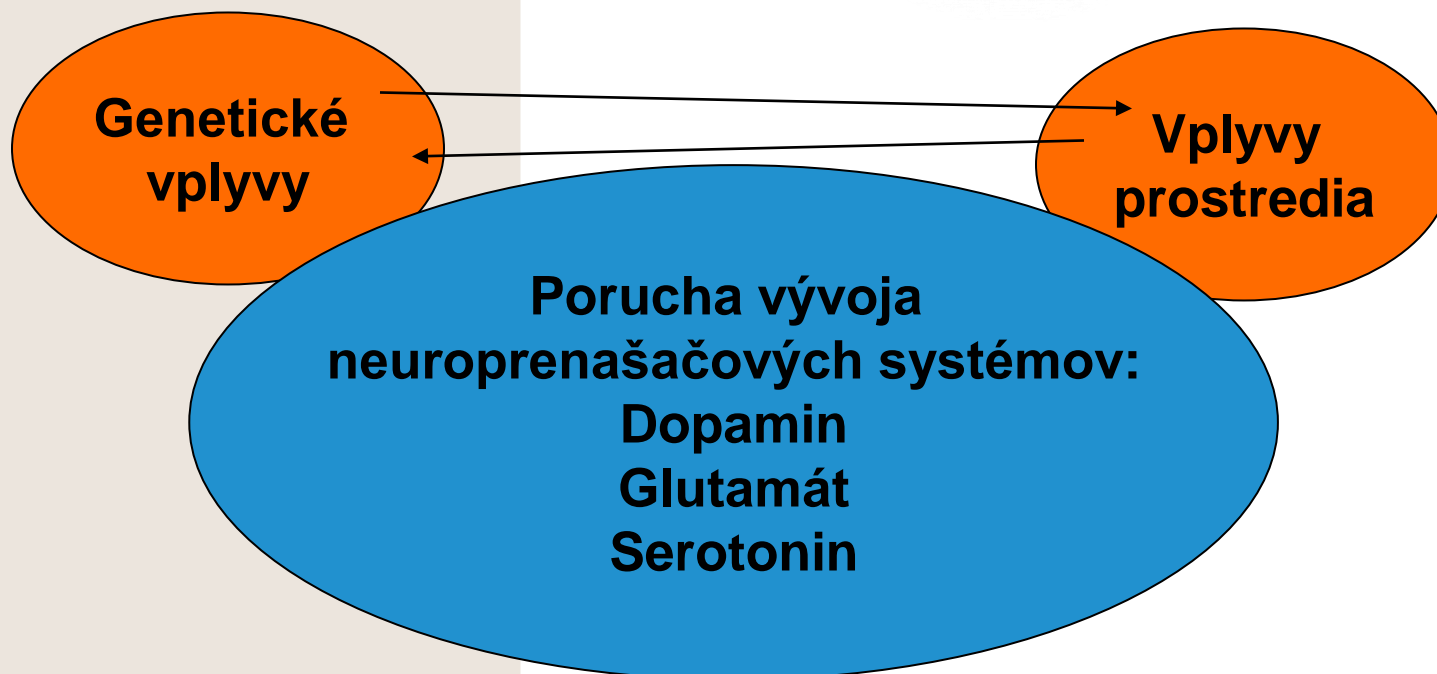 Genetické
vplyvy
Vplyvy
prostredia
Porucha vývoja
neuroprenašačových systémov:
Dopamin
Glutamát
Serotonin